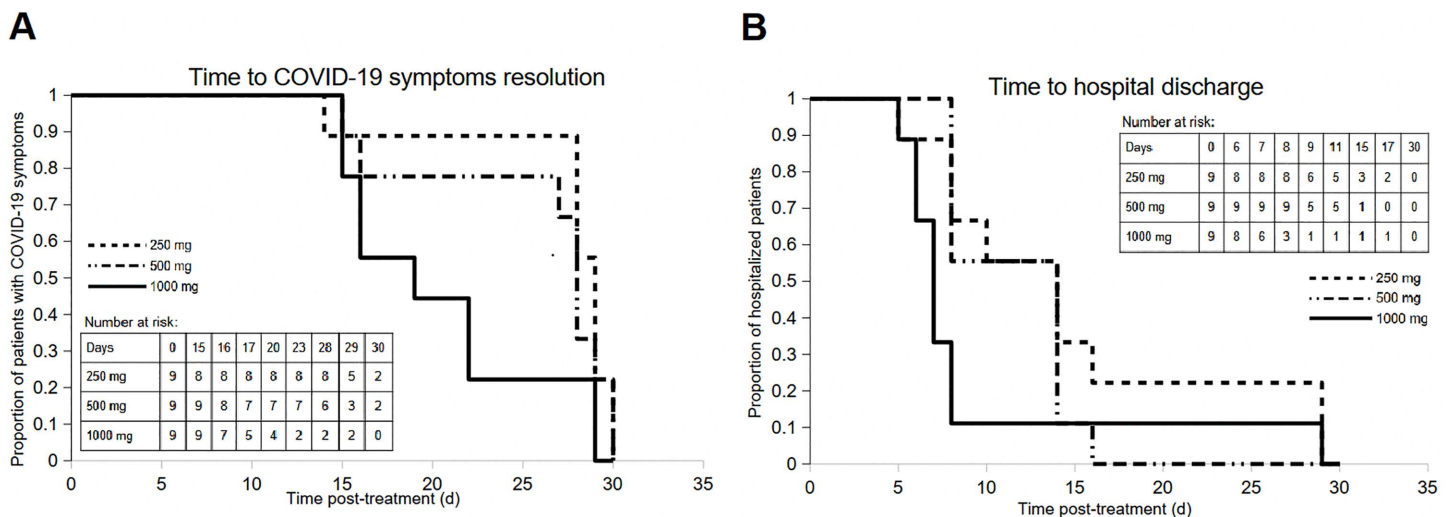 A
Time to COVID-19 symptoms resolution
Proportion of patients with COVID-19 symptoms
1
0.9
0.8
0.7
0.6
0.5
0.4
0.3
0.2
0.1
0
250 mg
500 mg
1000 mg
Number at risk:
Days 0 15 16 17 20 23 28 29 30
250 mg 9 8 8 8 8 8 8 5 2
500 mg 9 9 8 7 7 7 6 3 2
1000 mg 9 9 7 5 4 2 2 2 0
0 5 10 15 20 25 30 35
Time post-treatment (d)
B
Time to hospital discharge
Proportion of hospitalized patients
1
0.9
0.8
0.7
0.6
0.5
0.4
0.3
0.2
0.1
0
Number at risk:
Days 0 6 7 8 9 11 15 17 30
250 mg 9 8 8 8 6 5 3 2 0
500 mg 9 9 9 9 5 5 1 0 0
1000 mg 9 8 6 3 1 1 1 1 0
250 mg
500 mg
1000 mg
0 5 10 15 20 25 30 35
Time post-treatment (d)